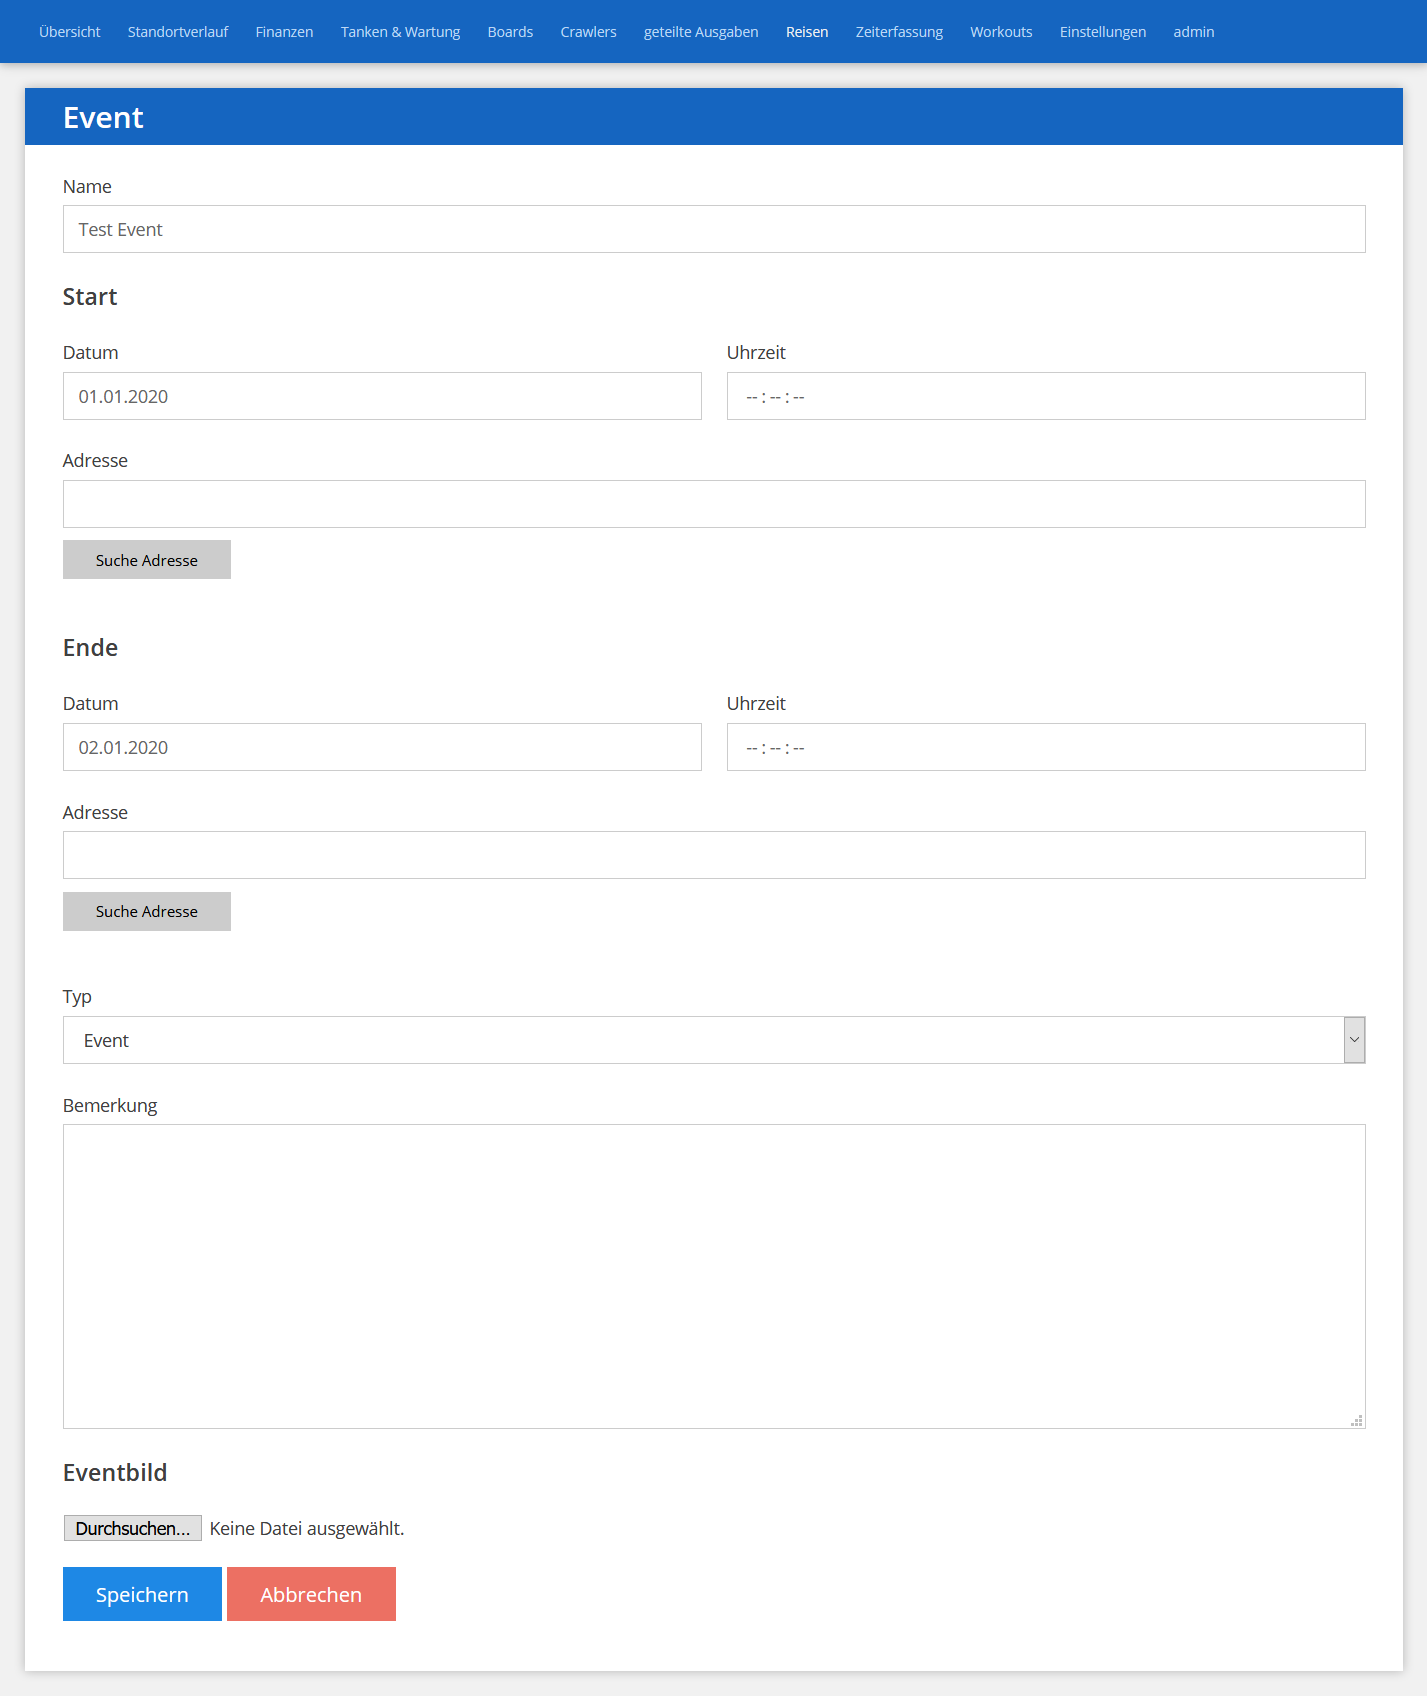 Übersicht Standortverlauf Finanzen Tanken & Wartung Boards Crawlers geteilte Ausgaben Reisen Zeiterfassung Workouts Einstellungen admin
Event
Name
Test Event
Start
Datum Uhrzeit
01.01.2020 -- : -- : --
Adresse
Suche Adresse
Ende
Datum Uhrzeit
02.01.2020 -- : -- : --
Adresse
Suche Adresse
Typ
Event
Bemerkung
Eventbild
Durchsuchen... Keine Datei ausgewählt.
Speichern Abbrechen